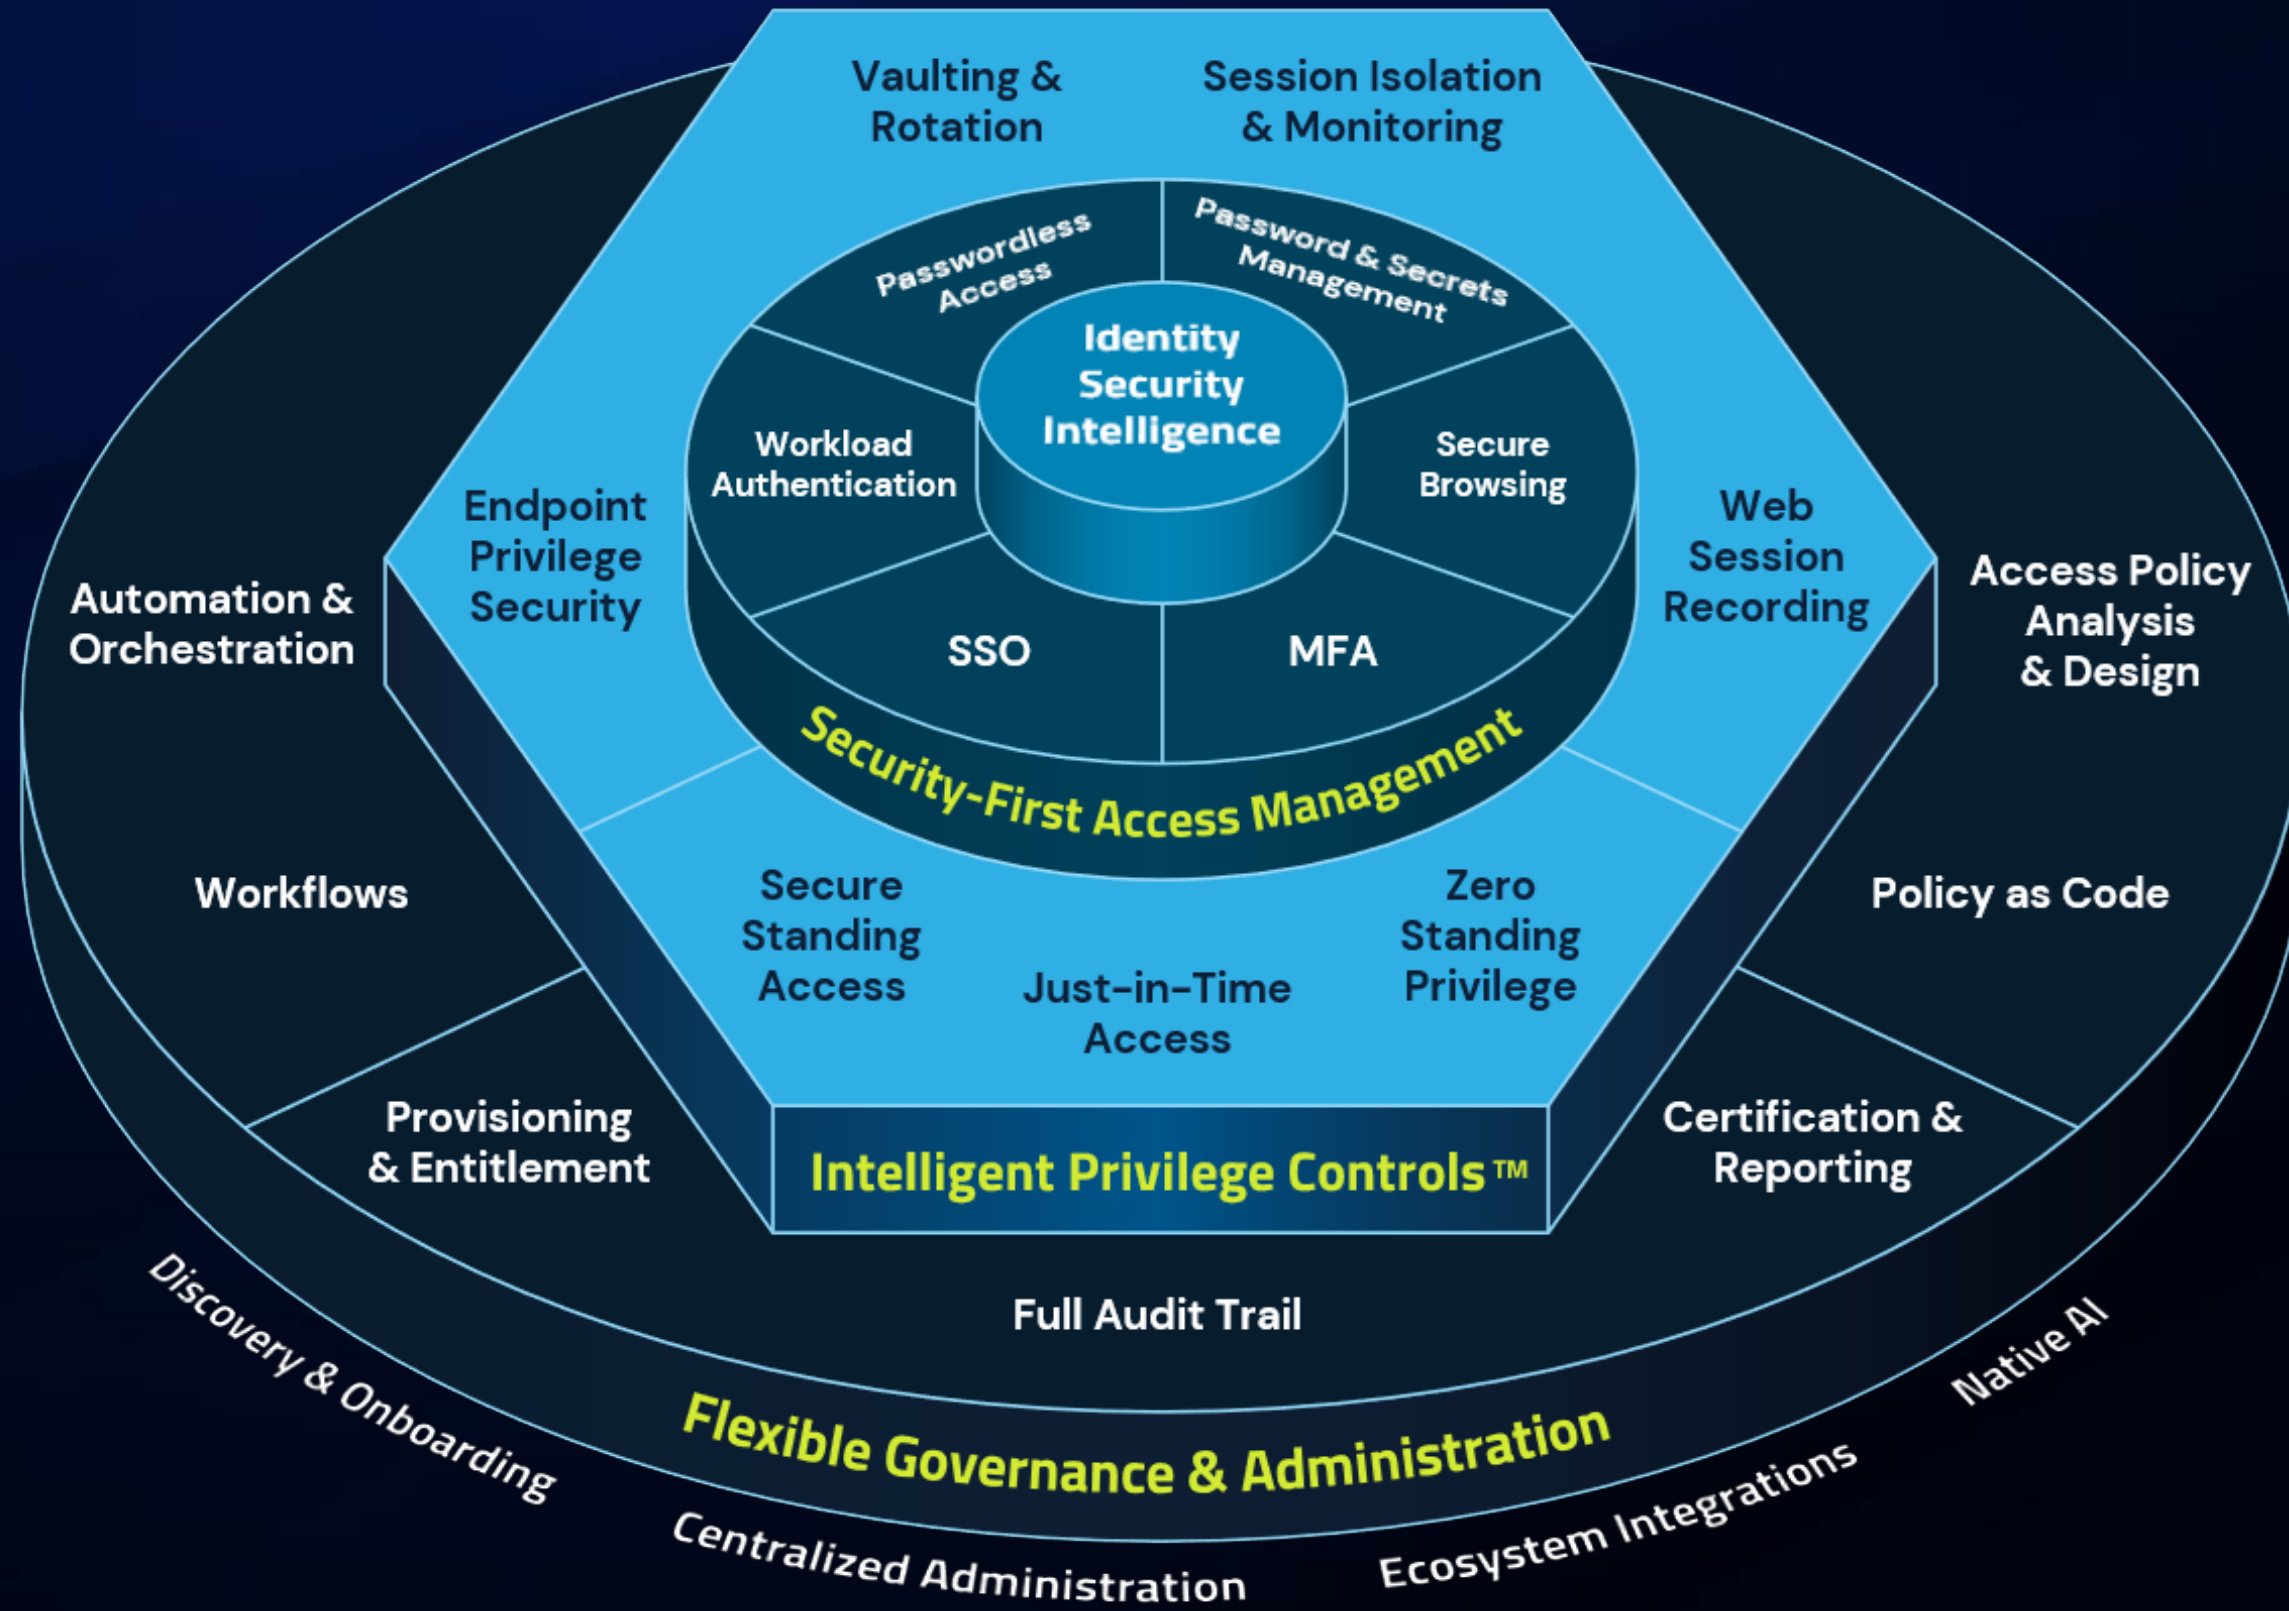 Vaulting &
Rotation
Session Isolation
& Monitoring
Passwordless
Access
Password & Secrets
Management
Identity
Security
Intelligence
Workload
Authentication
Secure
Browsing
Endpoint
Privilege
Security
Web
Session
Recording
Automation &
Orchestration
Access Policy
Analysis
& Design
SSO
MFA
Security-First Access Management
Workflows
Policy as Code
Secure
Standing
Access
Just-in-Time
Access
Zero
Standing
Privilege
Provisioning
& Entitlement
Intelligent Privilege Controls™
Certification &
Reporting
Full Audit Trail
Flexible Governance & Administration
Discovery & Onboarding
Centralized Administration
Ecosystem Integrations
Native AI